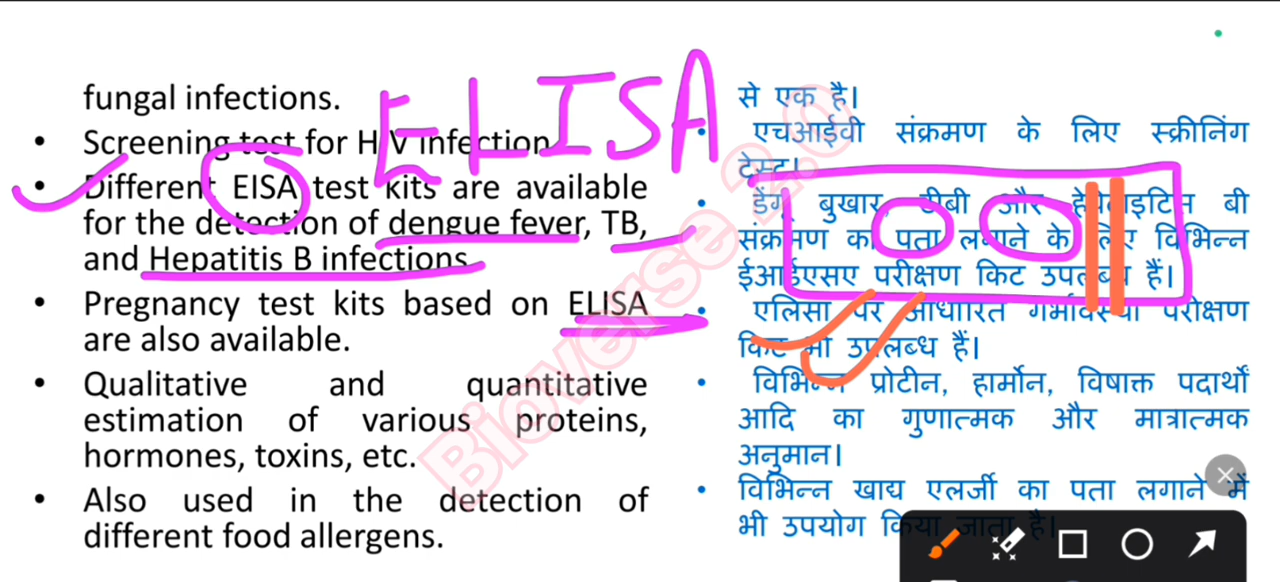 fungal infections.
• Screening test for HIV infection
• Different EISA test kits are available
for the detection of dengue fever, TB,
and Hepatitis B infections.
• Pregnancy test kits based on ELISA
are also available.
• Qualitative and quantitative
estimation of various proteins,
hormones, toxins, etc.
• Also used in the detection of
different food allergens.
ELISA
से एक है।
• एचआईवी संक्रमण के लिए स्क्रीनिंग
टेस्ट।
• डेंगू बुखार, टीबी और हेपेटाइटिस बी
संक्रमण का पता लगाने के लिए विभिन्न
ईआईएसए परीक्षण किट उपलब्ध हैं।
• एलिसा पर आधारित गर्भावस्था परीक्षण
किट भी उपलब्ध हैं।
• विभिन्न प्रोटीन, हार्मोन, विषाक्त पदार्थों
आदि का गुणात्मक और मात्रात्मक
अनुमान।
• विभिन्न खाद्य एलर्जी का पता लगाने में
भी उपयोग किया जाता है।
Bioverse 2.0